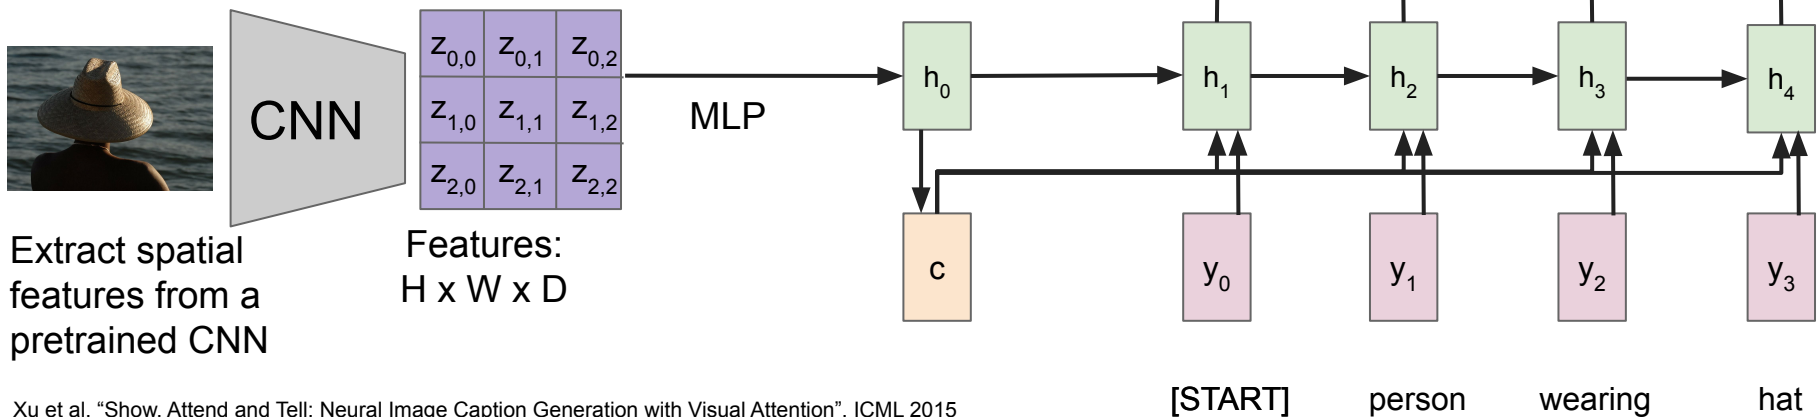 CNN
z0,0 z0,1 z0,2
z1,0 z1,1 z1,2
z2,0 z2,1 z2,2
MLP
h0 h1 h2 h3 h4
Extract spatial
features from a
pretrained CNN
Features:
H x W x D
c y0 y1 y2 y3
[START] person wearing hat
Xu et al. “Show, Attend and Tell: Neural Image Caption Generation with Visual Attention”, ICML 2015